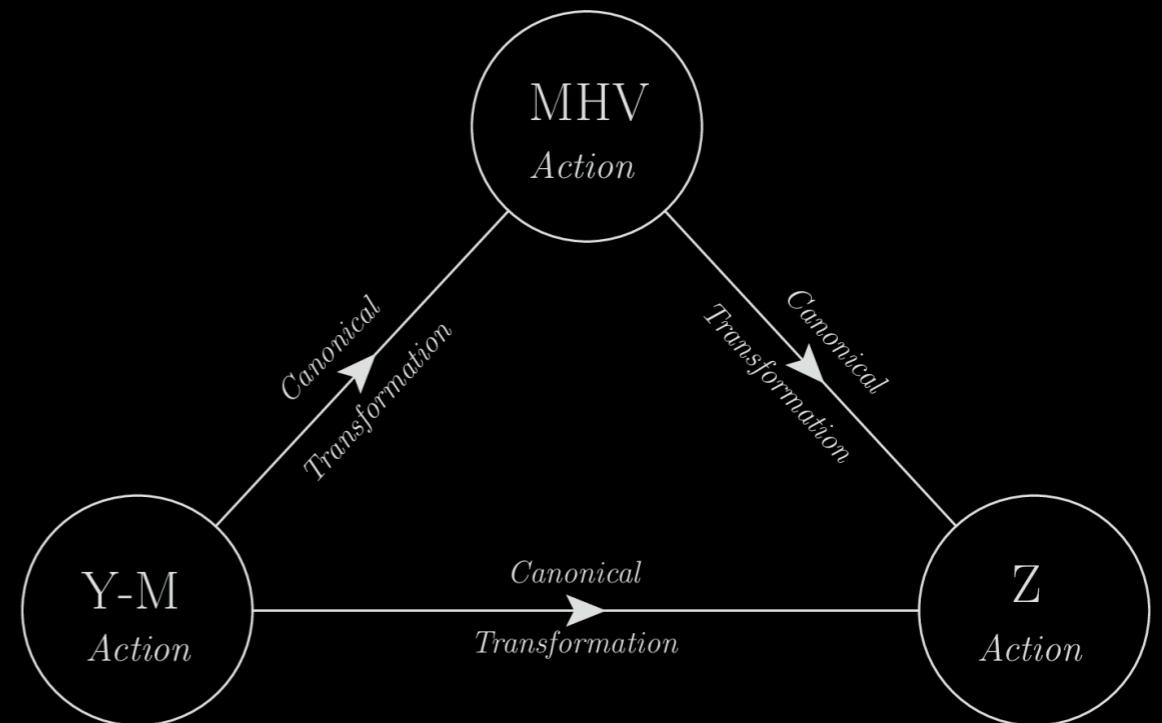 MHV
Action
Canonical
Transformation
Canonical
Transformation
Y-M
Action
Canonical
Transformation
Z
Action